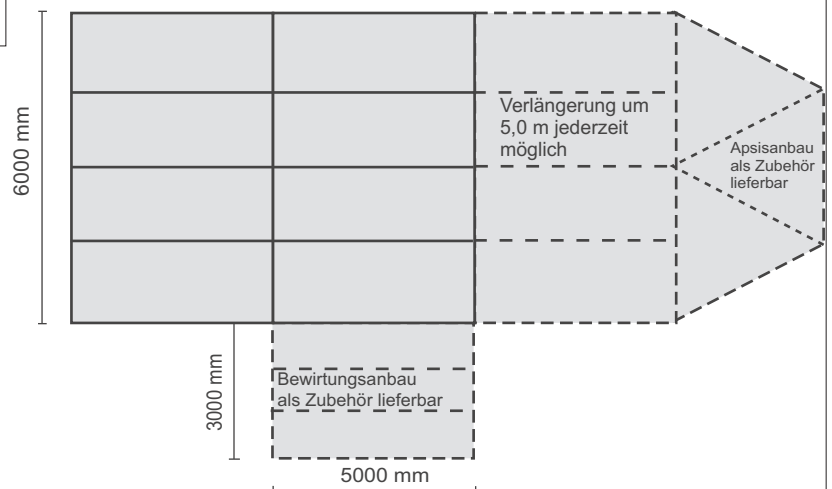 6000 mm
Verlängerung um
5,0 m jederzeit
möglich
Apsisanbau
als Zubehör
lieferbar
3000 mm
Bewirtungsanbau
als Zubehör lieferbar
5000 mm